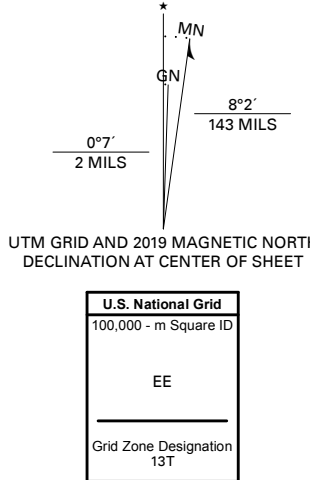 ★
MN
GN
8°2´
143 MILS
0°7´
2 MILS
UTM GRID AND 2019 MAGNETIC NORTH
DECLINATION AT CENTER OF SHEET
U.S. National Grid
100,000 - m Square ID
EE
Grid Zone Designation
13T